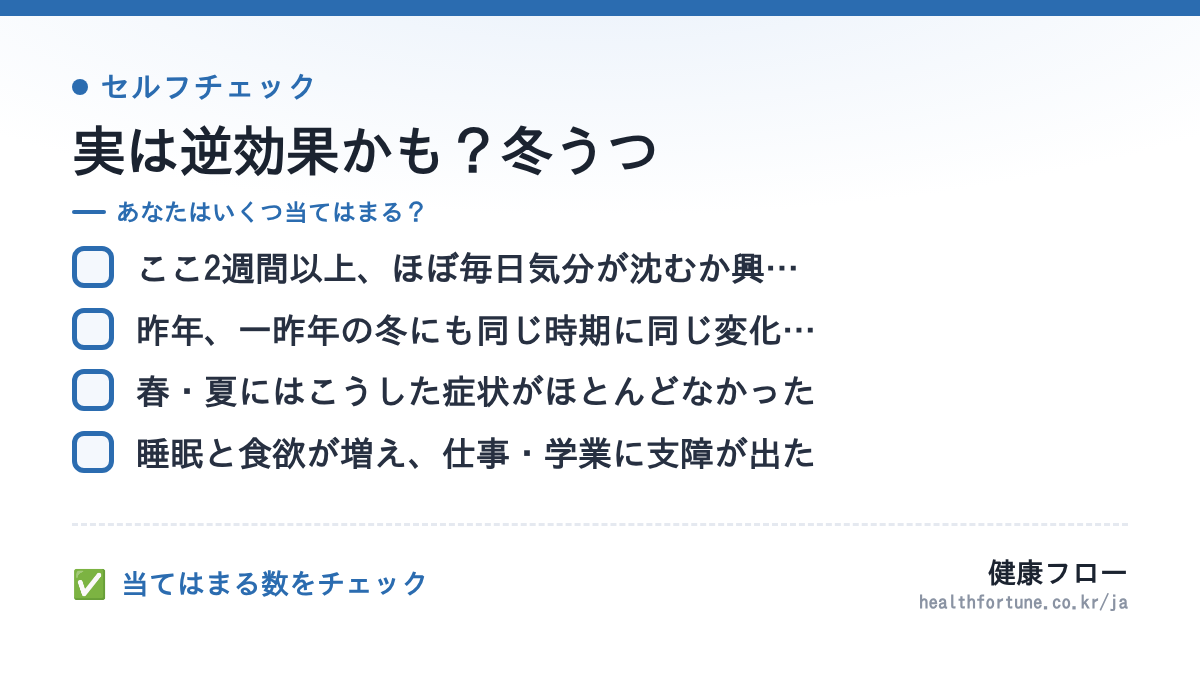 セルフチェック
実は逆効果かも？冬うつ
あなたはいくつ当てはまる？
ここ2週間以上、ほぼ毎日気分が沈むか興…
昨年、一昨年の冬にも同じ時期に同じ変化…
春・夏にはこうした症状がほとんどなかった
睡眠と食欲が増え、仕事・学業に支障が出た
✅ 当てはまる数をチェック
健康フロー
healthfortune.co.kr/ja